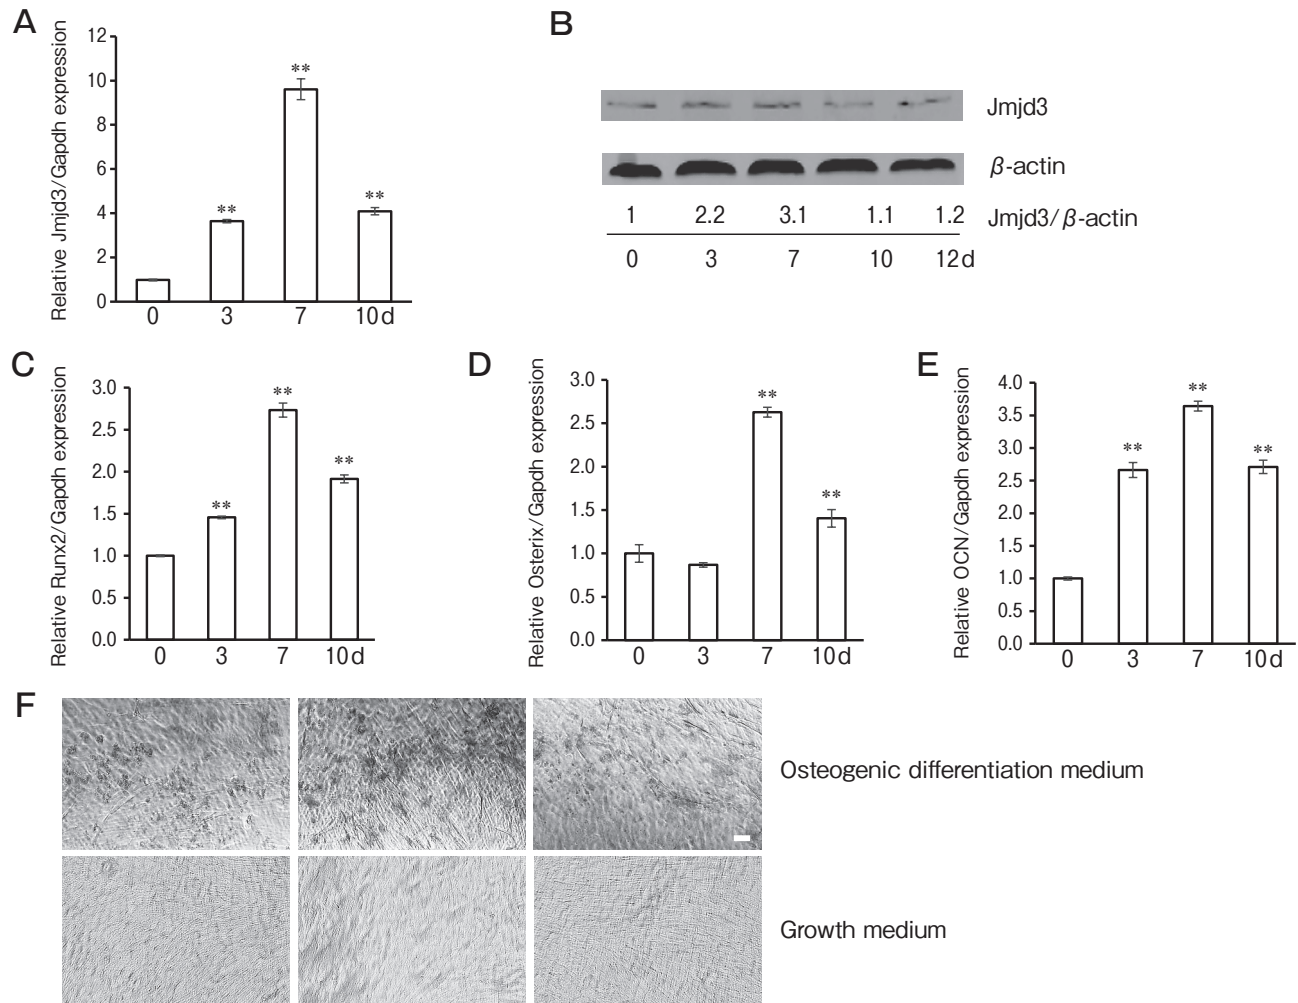 A
Relative Jmjd3/Gapdh expression
12
10
8
6
4
2
0
**
**
**
0 3 7 10d
B
Jmjd3
β-actin
1 2.2 3.1 1.1 1.2 Jmjd3/β-actin
0 3 7 10 12d
C
Relative Runx2/Gapdh expression
3.0
2.5
2.0
1.5
1.0
0.5
0.0
**
**
**
0 3 7 10d
D
Relative Osterix/Gapdh expression
3.0
2.5
2.0
1.5
1.0
0.5
0.0
**
**
0 3 7 10d
E
Relative OCN/Gapdh expression
4.0
3.5
3.0
2.5
2.0
1.5
1.0
0.5
0.0
**
**
**
0 3 7 10d
F
Osteogenic differentiation medium
Growth medium